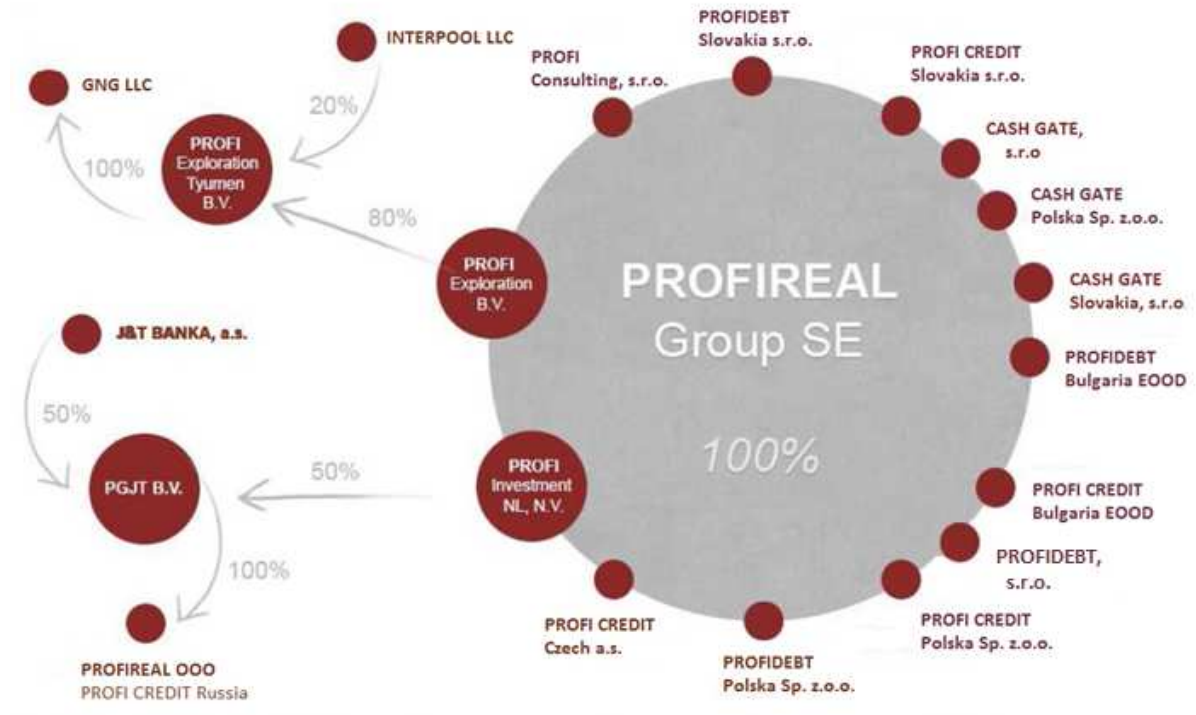 INTERPOOL LLC
GNG LLC
20%
100%
PROFI
Exploration
Tyumen
B.V.
80%
PROFI
Exploration
B.V.
J&T BANKA, a.s.
50%
PGJT B.V.
50%
PROFI
Investment
NL, N.V.
100%
PROFIREAL OOO
PROFI CREDIT Russia
PROFIREAL
Group SE
100%
PROFI
Consulting, s.r.o.
PROFIDEBT
Slovakia s.r.o.
PROFI CREDIT
Slovakia s.r.o.
CASH GATE,
s.r.o
CASH GATE
Polska Sp. z.o.o.
CASH GATE
Slovakia, s.r.o
PROFIDEBT
Bulgaria EOOD
PROFI CREDIT
Bulgaria EOOD
PROFIDEBT,
s.r.o.
PROFI CREDIT
Polska Sp. z.o.o.
PROFIDEBT
Polska Sp. z.o.o.
PROFI CREDIT
Czech a.s.